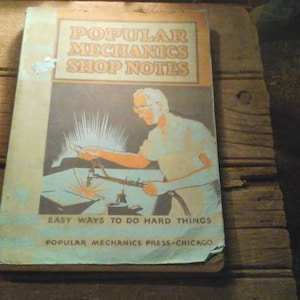 POPULAR
MECHANICS
SHOP NOTES
EASY WAYS TO DO HARD THINGS
POPULAR MECHANICS PRESS-CHICAGO